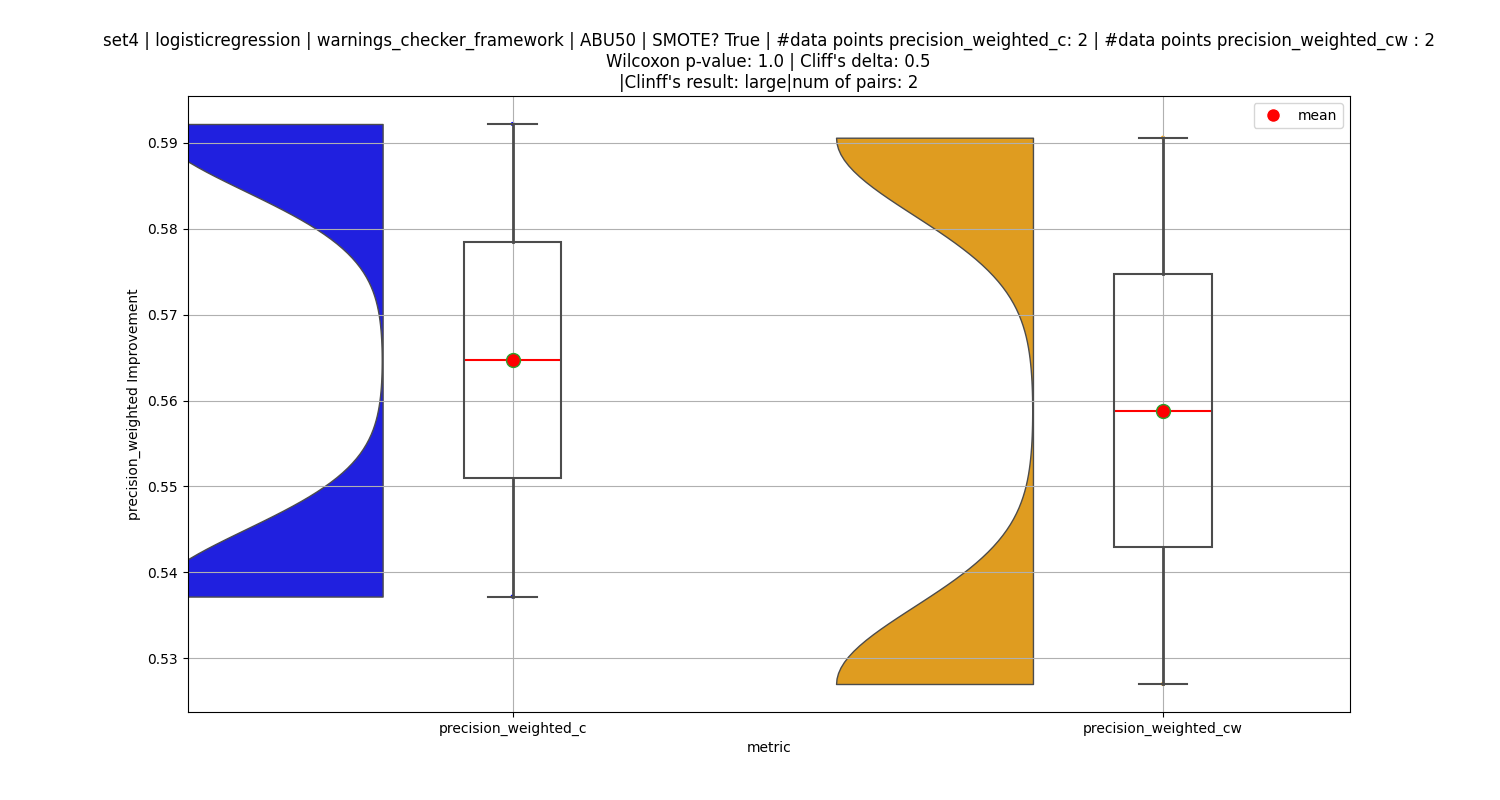 set4 | logisticregression | warnings_checker_framework | ABU50 | SMOTE? True | #data points precision_weighted_c: 2 | #data points precision_weighted_cw : 2
Wilcoxon p-value: 1.0 | Cliff's delta: 0.5
|Clinff's result: large|num of pairs: 2
mean
0.59
0.58
0.57
0.56
0.55
0.54
0.53
precision_weighted Improvement
precision_weighted_c
precision_weighted_cw
metric